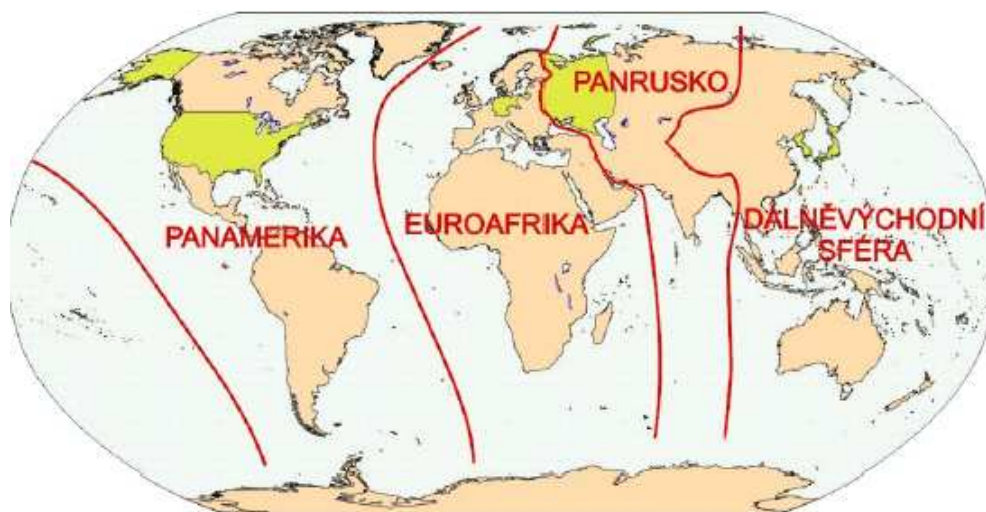 PANRUSKO
PANAMERIKA
EUROAFRIKA
DÁLNĚVÝCHODNÍ
SFÉRA